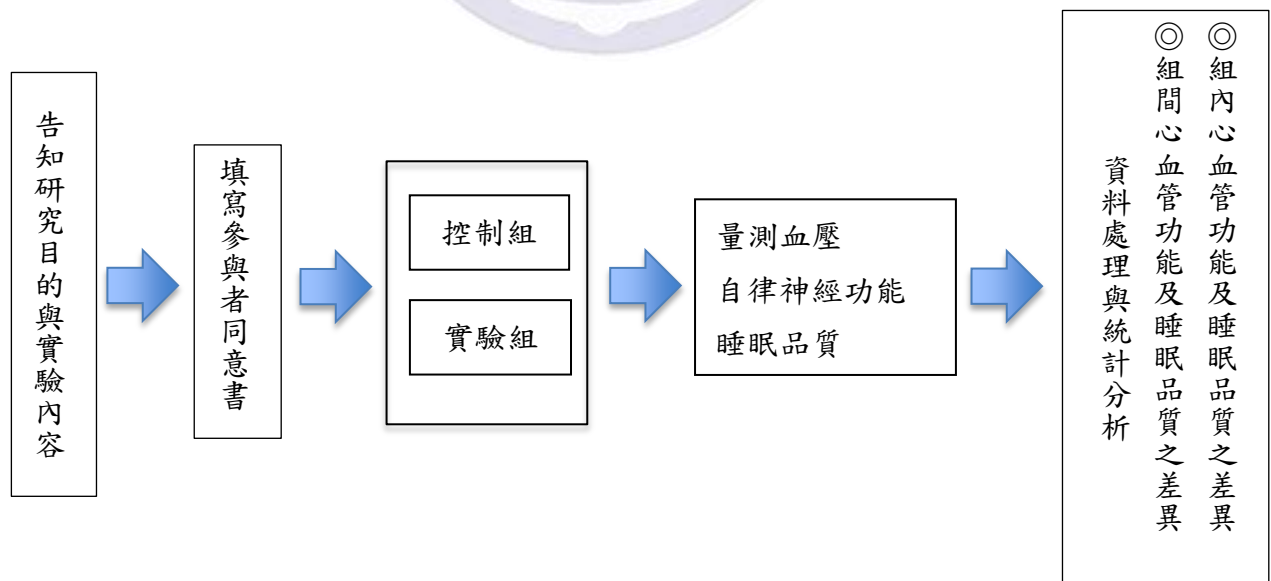 告知研究目的與實驗內容
填寫參與者同意書
控制組
實驗組
量測血壓
自律神經功能
睡眠品質
◎組內心血管功能及睡眠品質之差異
◎組間心血管功能及睡眠品質之差異
資料處理與統計分析